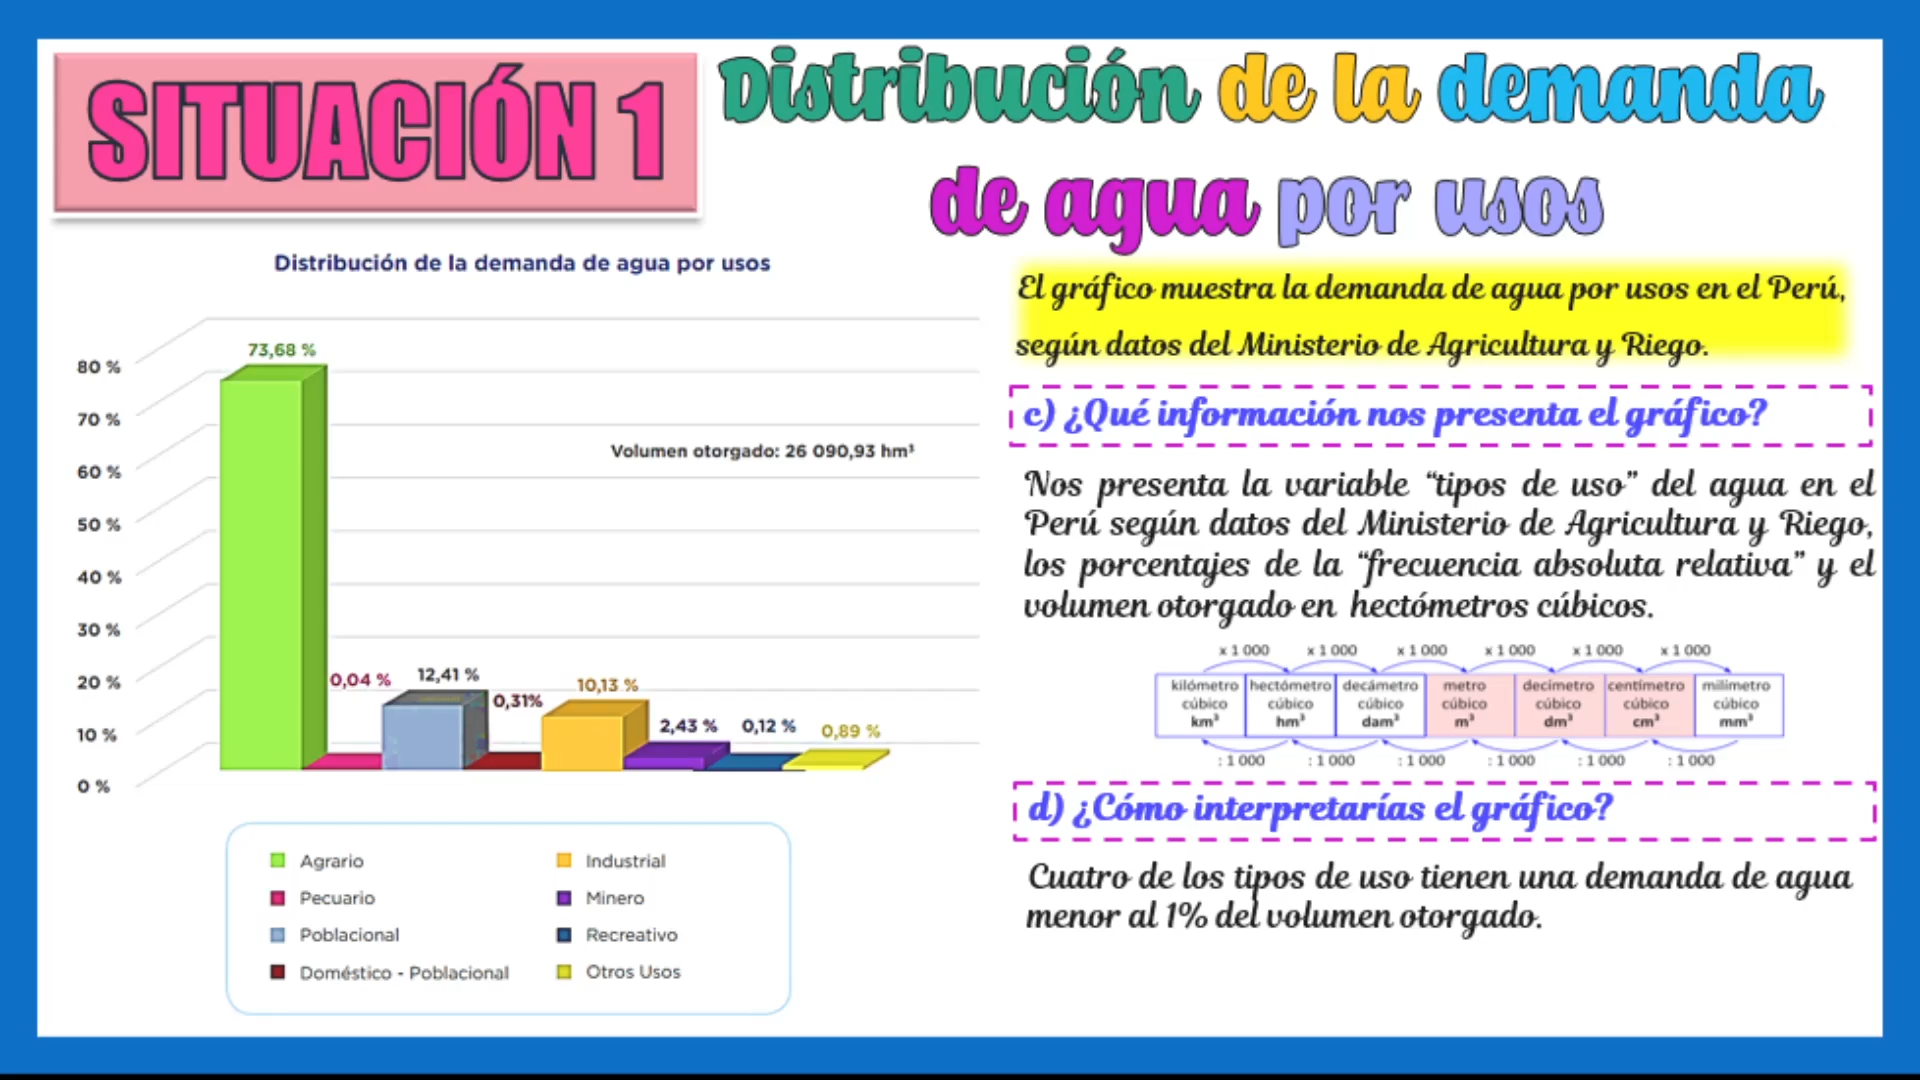 SITUACIÓN 1
Distribución de la demanda
de agua por usos
Distribución de la demanda de agua por usos
80 %
70 %
60 %
50 %
40 %
30 %
20 %
10 %
0 %
73,68 %
0,04 %
12,41 %
0,31%
10,13 %
2,43 %
0,12 %
0,89 %
Volumen otorgado: 26 090,93 hm³
Agrario
Pecuario
Poblacional
Doméstico - Poblacional
Industrial
Minero
Recreativo
Otros Usos
El gráfico muestra la demanda de agua por usos en el Perú,
según datos del Ministerio de Agricultura y Riego.
c) ¿Qué información nos presenta el gráfico?
Nos presenta la variable “tipos de uso” del agua en el
Perú según datos del Ministerio de Agricultura y Riego,
los porcentajes de la “frecuencia absoluta relativa” y el
volumen otorgado en hectómetros cúbicos.
x 1 000 x 1 000 x 1 000 x 1 000 x 1 000 x 1 000
kilómetro hectómetro decámetro metro decímetro centímetro milímetro
cúbico cúbico cúbico cúbico cúbico cúbico cúbico
km³ hm³ dam³ m³ dm³ cm³ mm³
: 1 000 : 1 000 : 1 000 : 1 000 : 1 000 : 1 000
d) ¿Cómo interpretarías el gráfico?
Cuatro de los tipos de uso tienen una demanda de agua
menor al 1% del volumen otorgado.